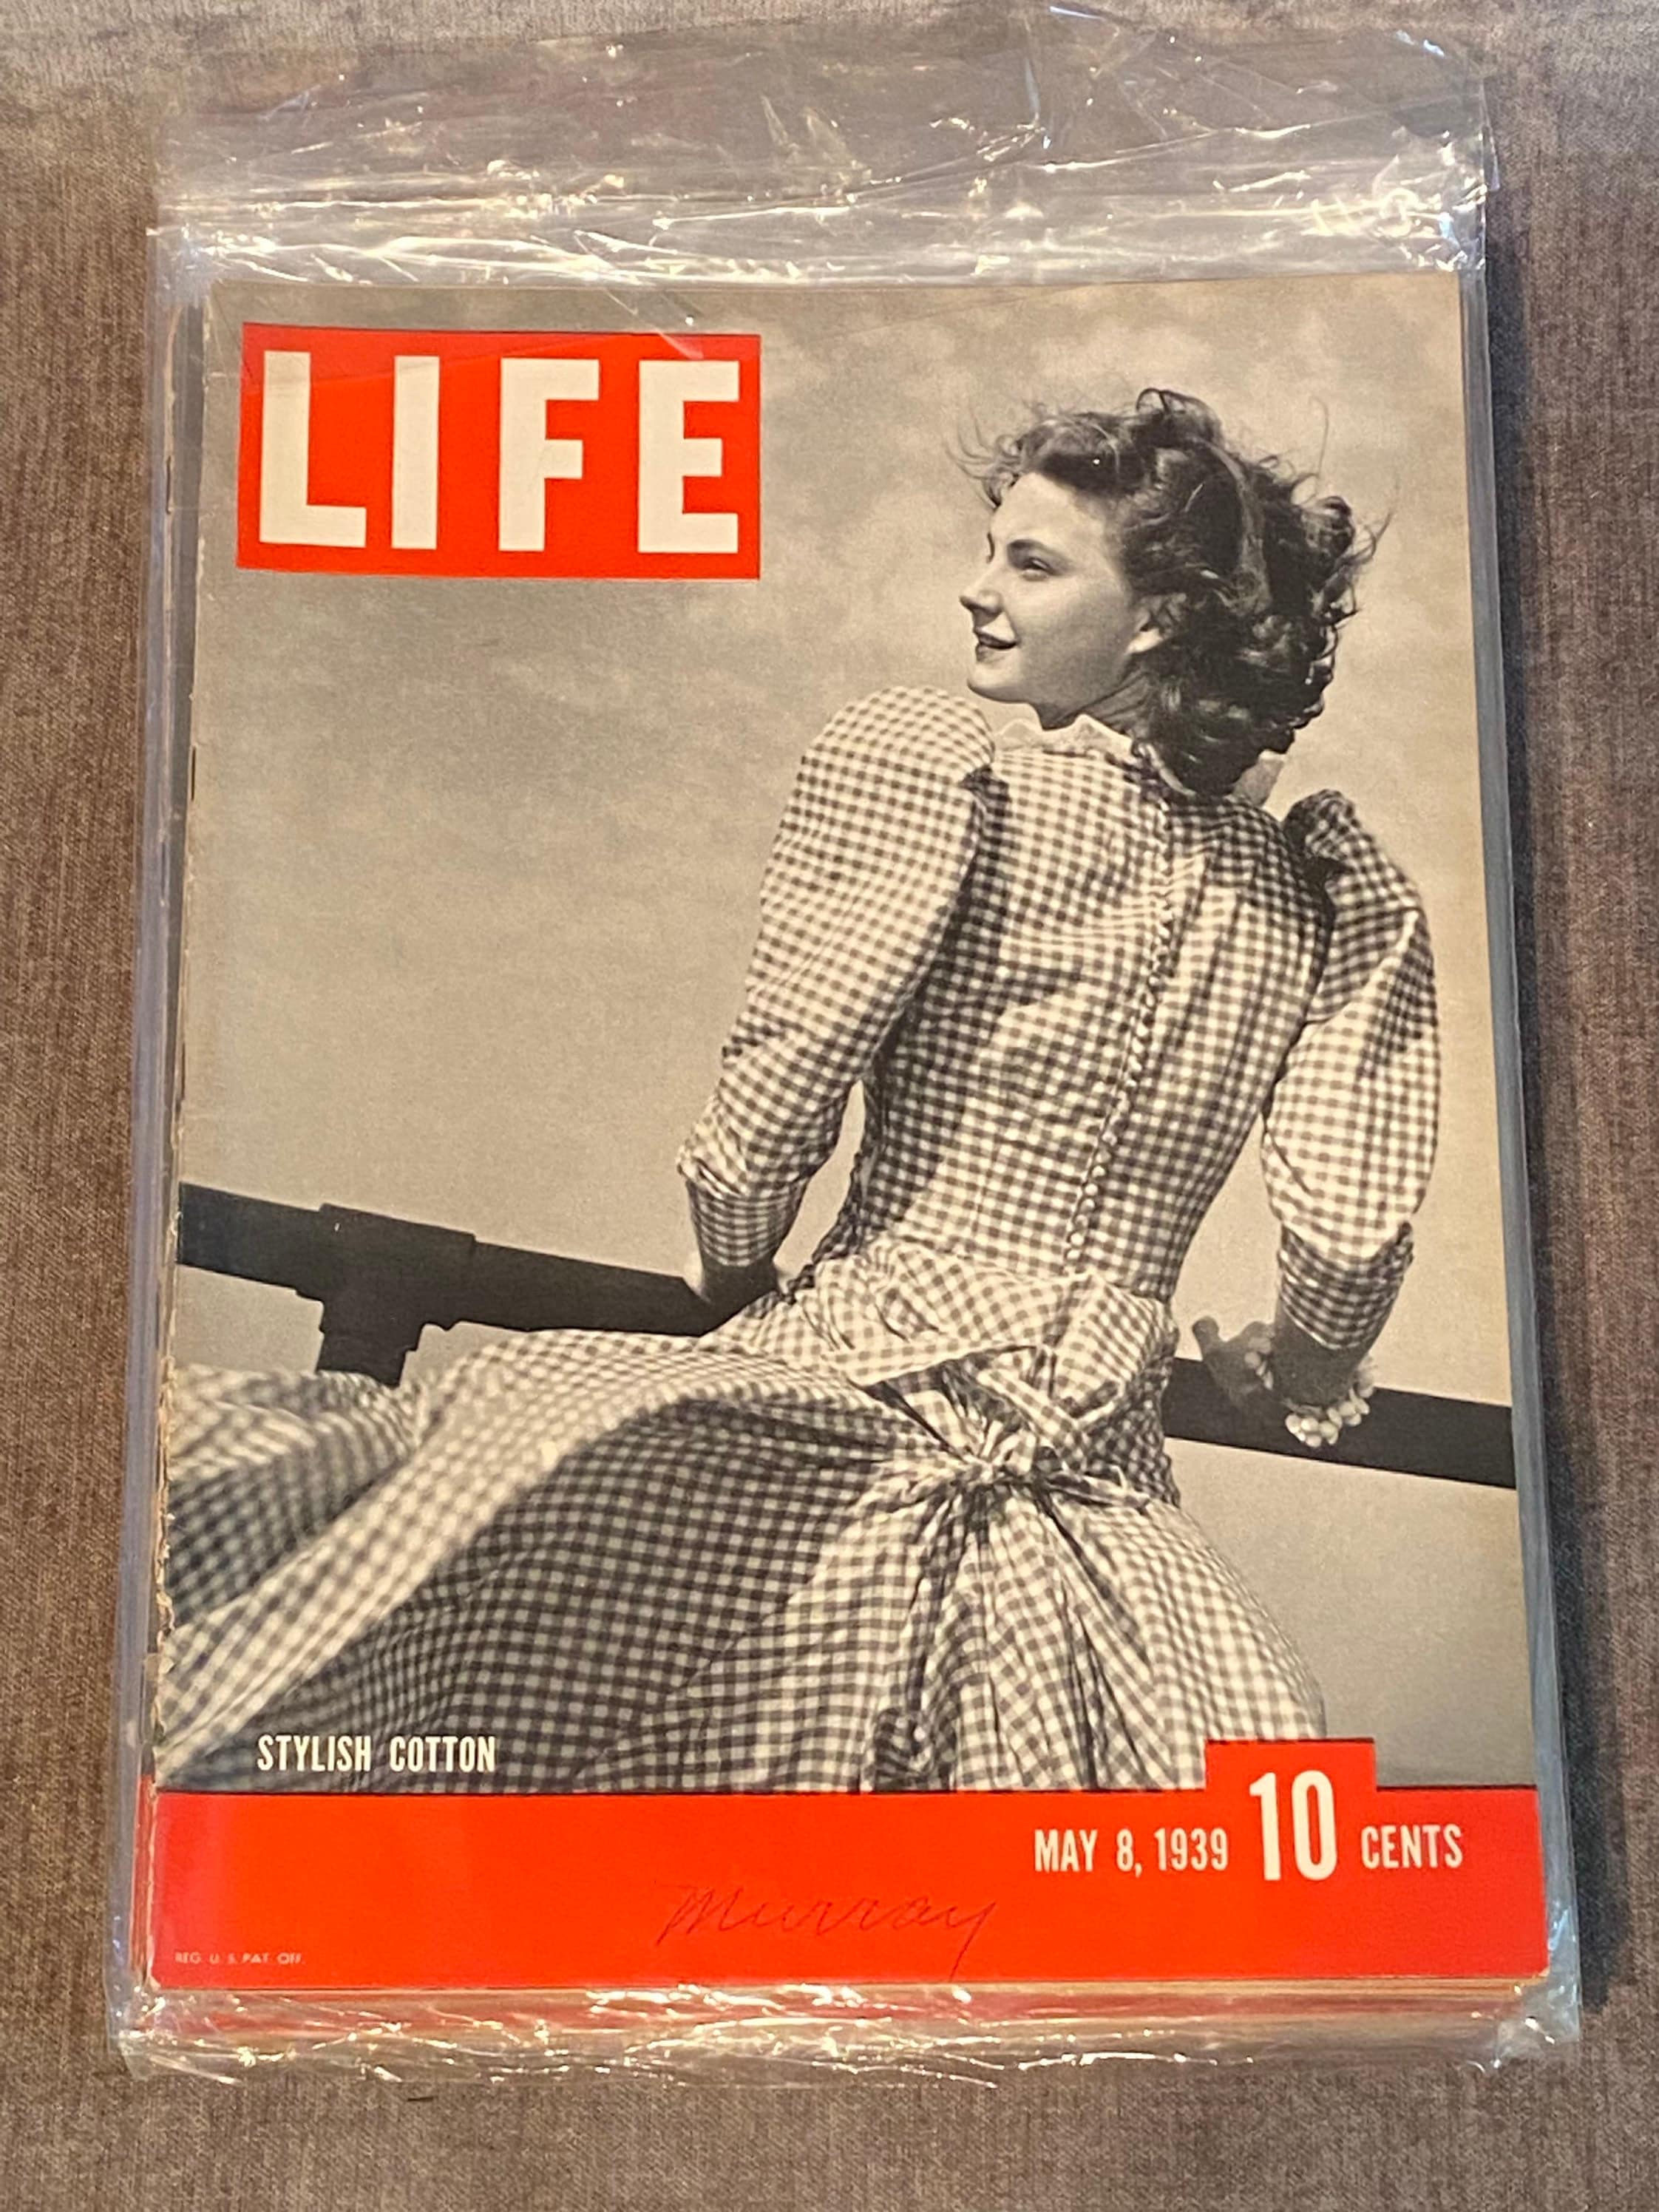 LIFE
STYLISH COTTON
MAY 8, 1939 10 CENTS
Murray
REG. U. S. PAT. OFF.